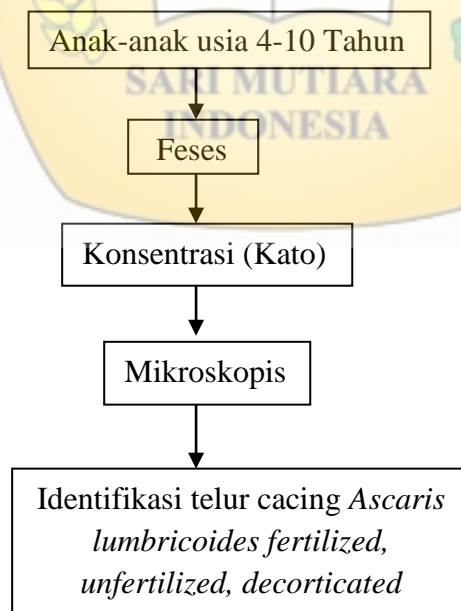 Anak-anak usia 4-10 Tahun
SARI MUTIARA
INDONESIA
Feses
Konsentrasi (Kato)
Mikroskopis
Identifikasi telur cacing Ascaris
lumbricoides fertilized,
unfertilized, decorticated